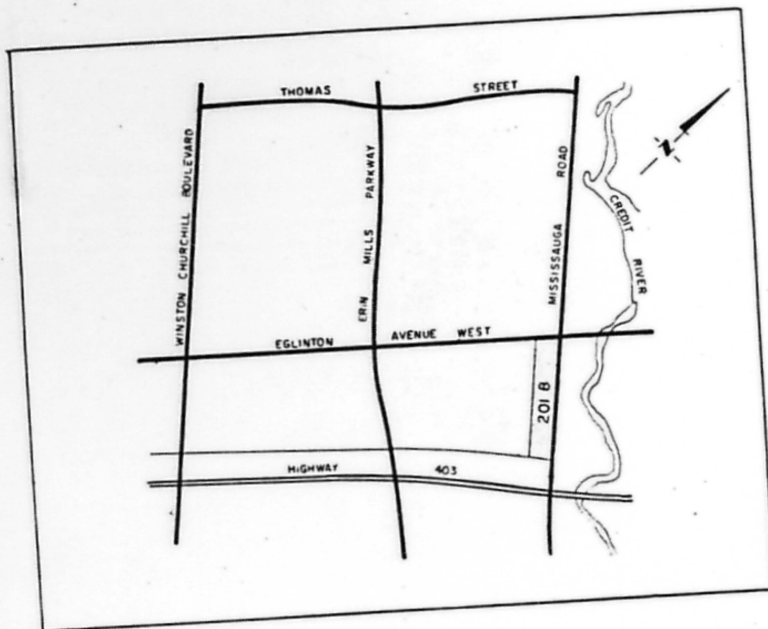 THOMAS STREET
WINSTON CHURCHILL BOULEVARD
ERIN MILLS PARKWAY
MISSISSAUGA ROAD
N
CREDIT RIVER
EGLINTON AVENUE WEST
201 B
HIGHWAY 403